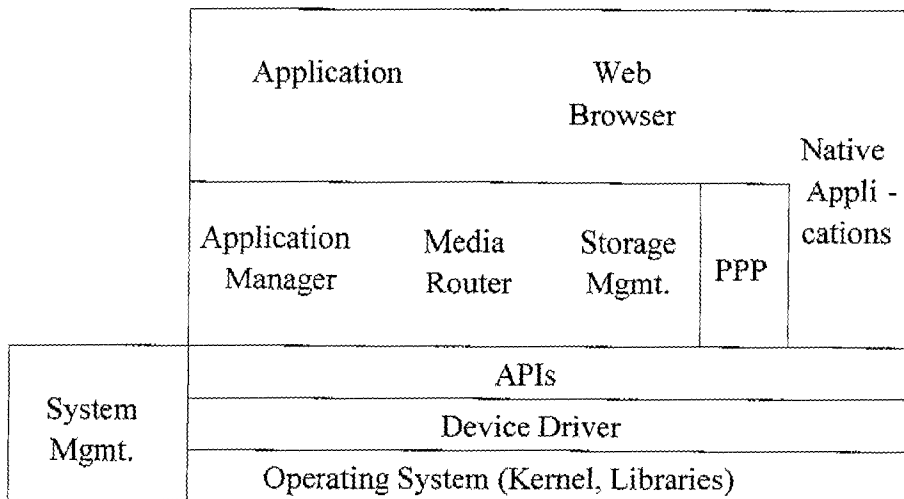 Application
Web
Browser
Native
Appli -
cations
Application
Manager
Media
Router
Storage
Mgmt.
PPP
System
Mgmt.
APIs
Device Driver
Operating System (Kernel, Libraries)